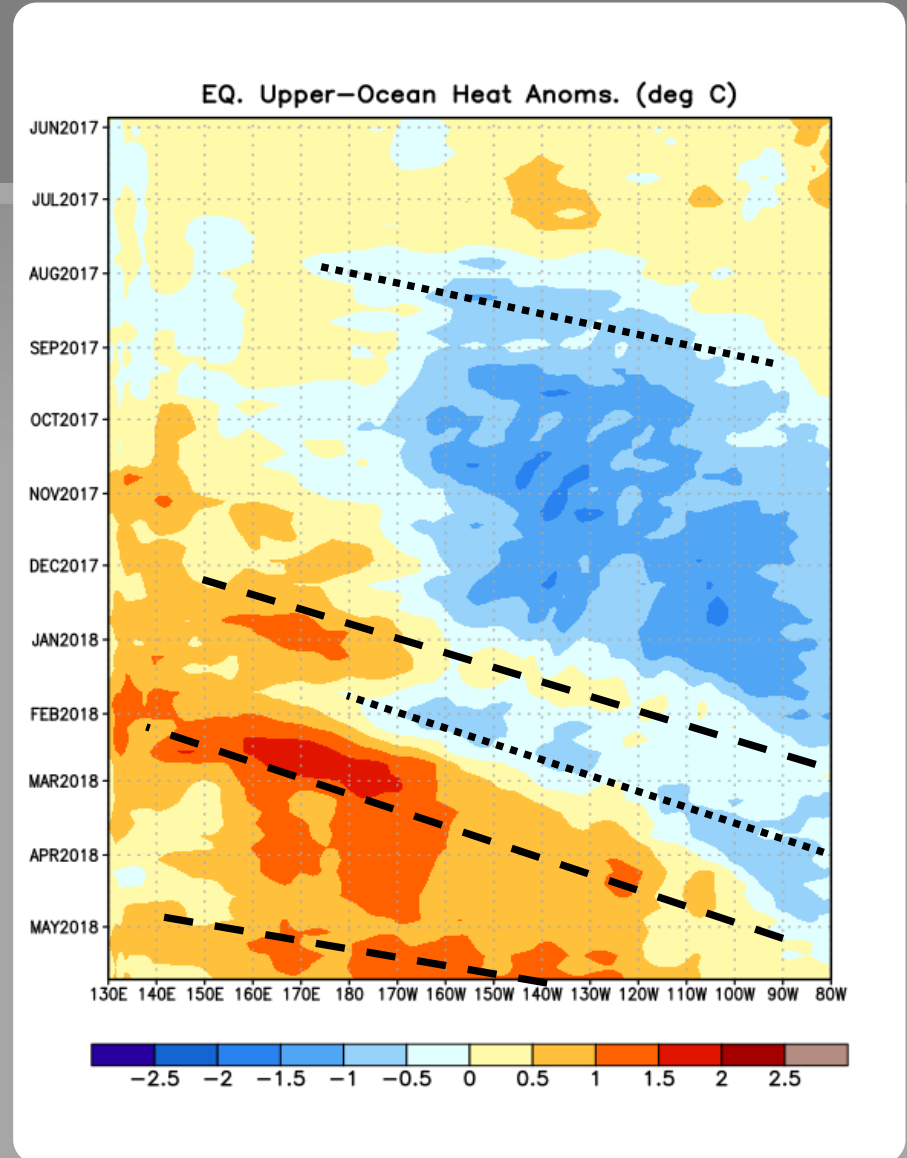 EQ. Upper-Ocean Heat Anoms. (deg C)
JUN2017
JUL2017
AUG2017
SEP2017
OCT2017
NOV2017
DEC2017
JAN2018
FEB2018
MAR2018
APR2018
MAY2018
130E 140E 150E 160E 170E 180 170W 160W 150W 140W 130W 120W 110W 100W 90W 80W
−2.5 −2 −1.5 −1 −0.5 0 0.5 1 1.5 2 2.5